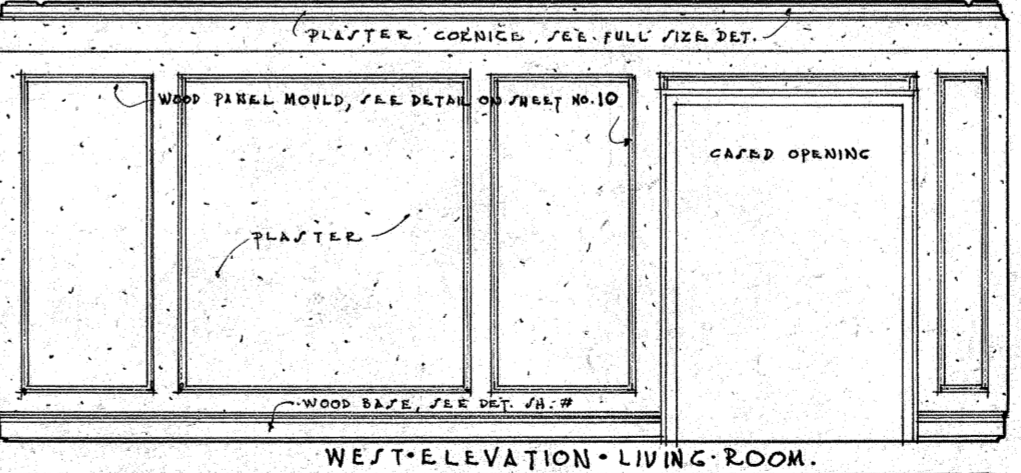 PLASTER CORNICE, SEE FULL SIZE DET.
WOOD PANEL MOULD, SEE DETAIL ON SHEET NO.10
CASED OPENING
PLASTER
WOOD BASE, SEE DET. SH. #
WEST·ELEVATION·LIVING·ROOM.